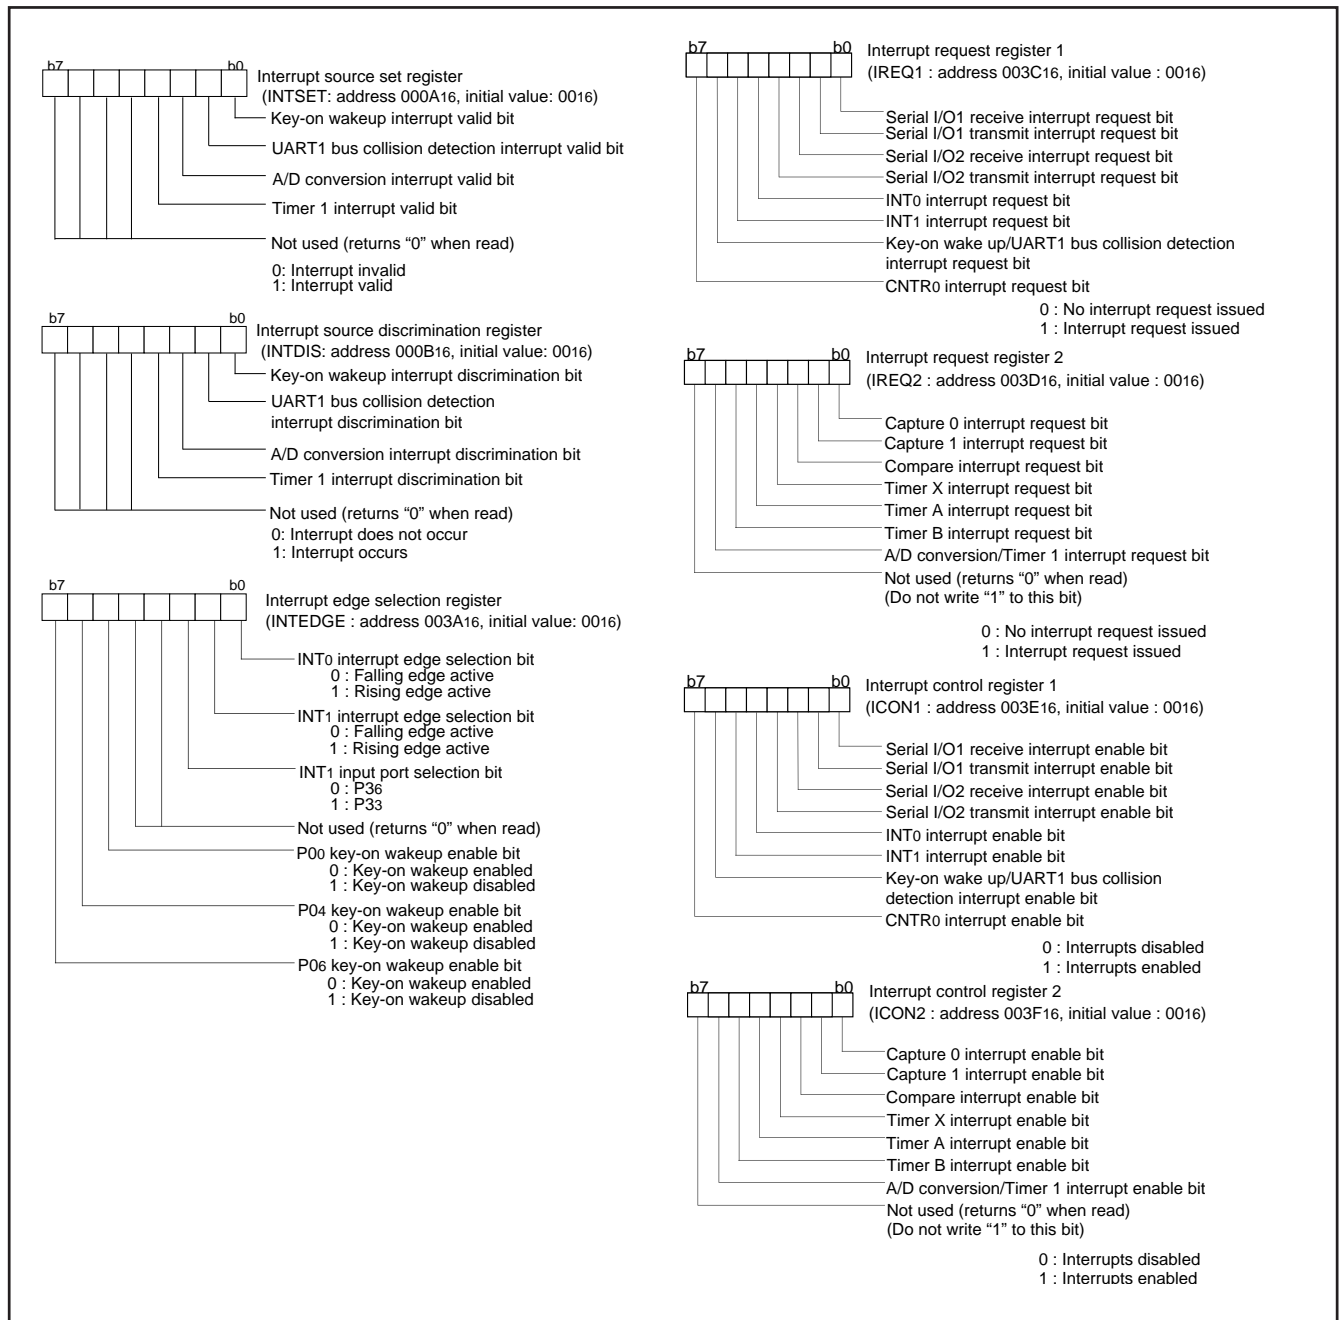 b7 b0
Interrupt source set register
(INTSET: address 000A16, initial value: 0016)
Key-on wakeup interrupt valid bit
UART1 bus collision detection interrupt valid bit
A/D conversion interrupt valid bit
Timer 1 interrupt valid bit
Not used (returns “0” when read)
0: Interrupt invalid
1: Interrupt valid
b7 b0
Interrupt source discrimination register
(INTDIS: address 000B16, initial value: 0016)
Key-on wakeup interrupt discrimination bit
UART1 bus collision detection
interrupt discrimination bit
A/D conversion interrupt discrimination bit
Timer 1 interrupt discrimination bit
Not used (returns “0” when read)
0: Interrupt does not occur
1: Interrupt occurs
b7 b0
Interrupt edge selection register
(INTEDGE : address 003A16, initial value: 0016)
INT0 interrupt edge selection bit
0 : Falling edge active
1 : Rising edge active
INT1 interrupt edge selection bit
0 : Falling edge active
1 : Rising edge active
INT1 input port selection bit
0 : P36
1 : P33
Not used (returns “0” when read)
P00 key-on wakeup enable bit
0 : Key-on wakeup enabled
1 : Key-on wakeup disabled
P04 key-on wakeup enable bit
0 : Key-on wakeup enabled
1 : Key-on wakeup disabled
P06 key-on wakeup enable bit
0 : Key-on wakeup enabled
1 : Key-on wakeup disabled
b7 b0
Interrupt request register 1
(IREQ1 : address 003C16, initial value : 0016)
Serial I/O1 receive interrupt request bit
Serial I/O1 transmit interrupt request bit
Serial I/O2 receive interrupt request bit
Serial I/O2 transmit interrupt request bit
INT0 interrupt request bit
INT1 interrupt request bit
Key-on wake up/UART1 bus collision detection
interrupt request bit
CNTR0 interrupt request bit
0 : No interrupt request issued
1 : Interrupt request issued
b7 b0
Interrupt request register 2
(IREQ2 : address 003D16, initial value : 0016)
Capture 0 interrupt request bit
Capture 1 interrupt request bit
Compare interrupt request bit
Timer X interrupt request bit
Timer A interrupt request bit
Timer B interrupt request bit
A/D conversion/Timer 1 interrupt request bit
Not used (returns “0” when read)
(Do not write “1” to this bit)
0 : No interrupt request issued
1 : Interrupt request issued
b7 b0
Interrupt control register 1
(ICON1 : address 003E16, initial value : 0016)
Serial I/O1 receive interrupt enable bit
Serial I/O1 transmit interrupt enable bit
Serial I/O2 receive interrupt enable bit
Serial I/O2 transmit interrupt enable bit
INT0 interrupt enable bit
INT1 interrupt enable bit
Key-on wake up/UART1 bus collision
detection interrupt enable bit
CNTR0 interrupt enable bit
0 : Interrupts disabled
1 : Interrupts enabled
b7 b0
Interrupt control register 2
(ICON2 : address 003F16, initial value : 0016)
Capture 0 interrupt enable bit
Capture 1 interrupt enable bit
Compare interrupt enable bit
Timer X interrupt enable bit
Timer A interrupt enable bit
Timer B interrupt enable bit
A/D conversion/Timer 1 interrupt enable bit
Not used (returns “0” when read)
(Do not write “1” to this bit)
0 : Interrupts disabled
1 : Interrupts enabled